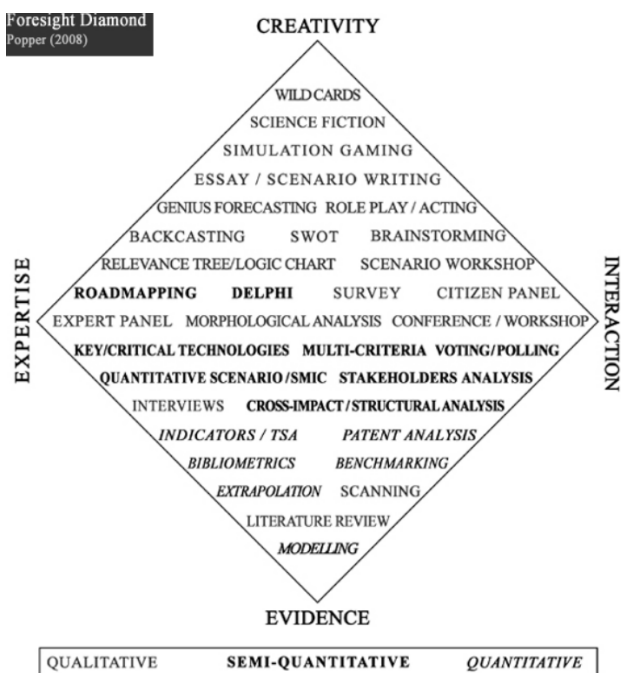 Foresight Diamond
Popper (2008)
CREATIVITY
WILD CARDS
SCIENCE FICTION
SIMULATION GAMING
ESSAY / SCENARIO WRITING
GENIUS FORECASTING ROLE PLAY / ACTING
BACKCASTING SWOT BRAINSTORMING
RELEVANCE TREE/LOGIC CHART SCENARIO WORKSHOP
ROADMAPPING DELPHI SURVEY CITIZEN PANEL
EXPERT PANEL MORPHOLOGICAL ANALYSIS CONFERENCE / WORKSHOP
KEY/CRITICAL TECHNOLOGIES MULTI-CRITERIA VOTING/POLLING
QUANTITATIVE SCENARIO/SMIC STAKEHOLDERS ANALYSIS
INTERVIEWS CROSS-IMPACT/STRUCTURAL ANALYSIS
INDICATORS / TSA PATENT ANALYSIS
BIBLIOMETRICS BENCHMARKING
EXTRAPOLATION SCANNING
LITERATURE REVIEW
MODELLING
EXPERTISE
INTERACTION
EVIDENCE
QUALITATIVE SEMI-QUANTITATIVE QUANTITATIVE